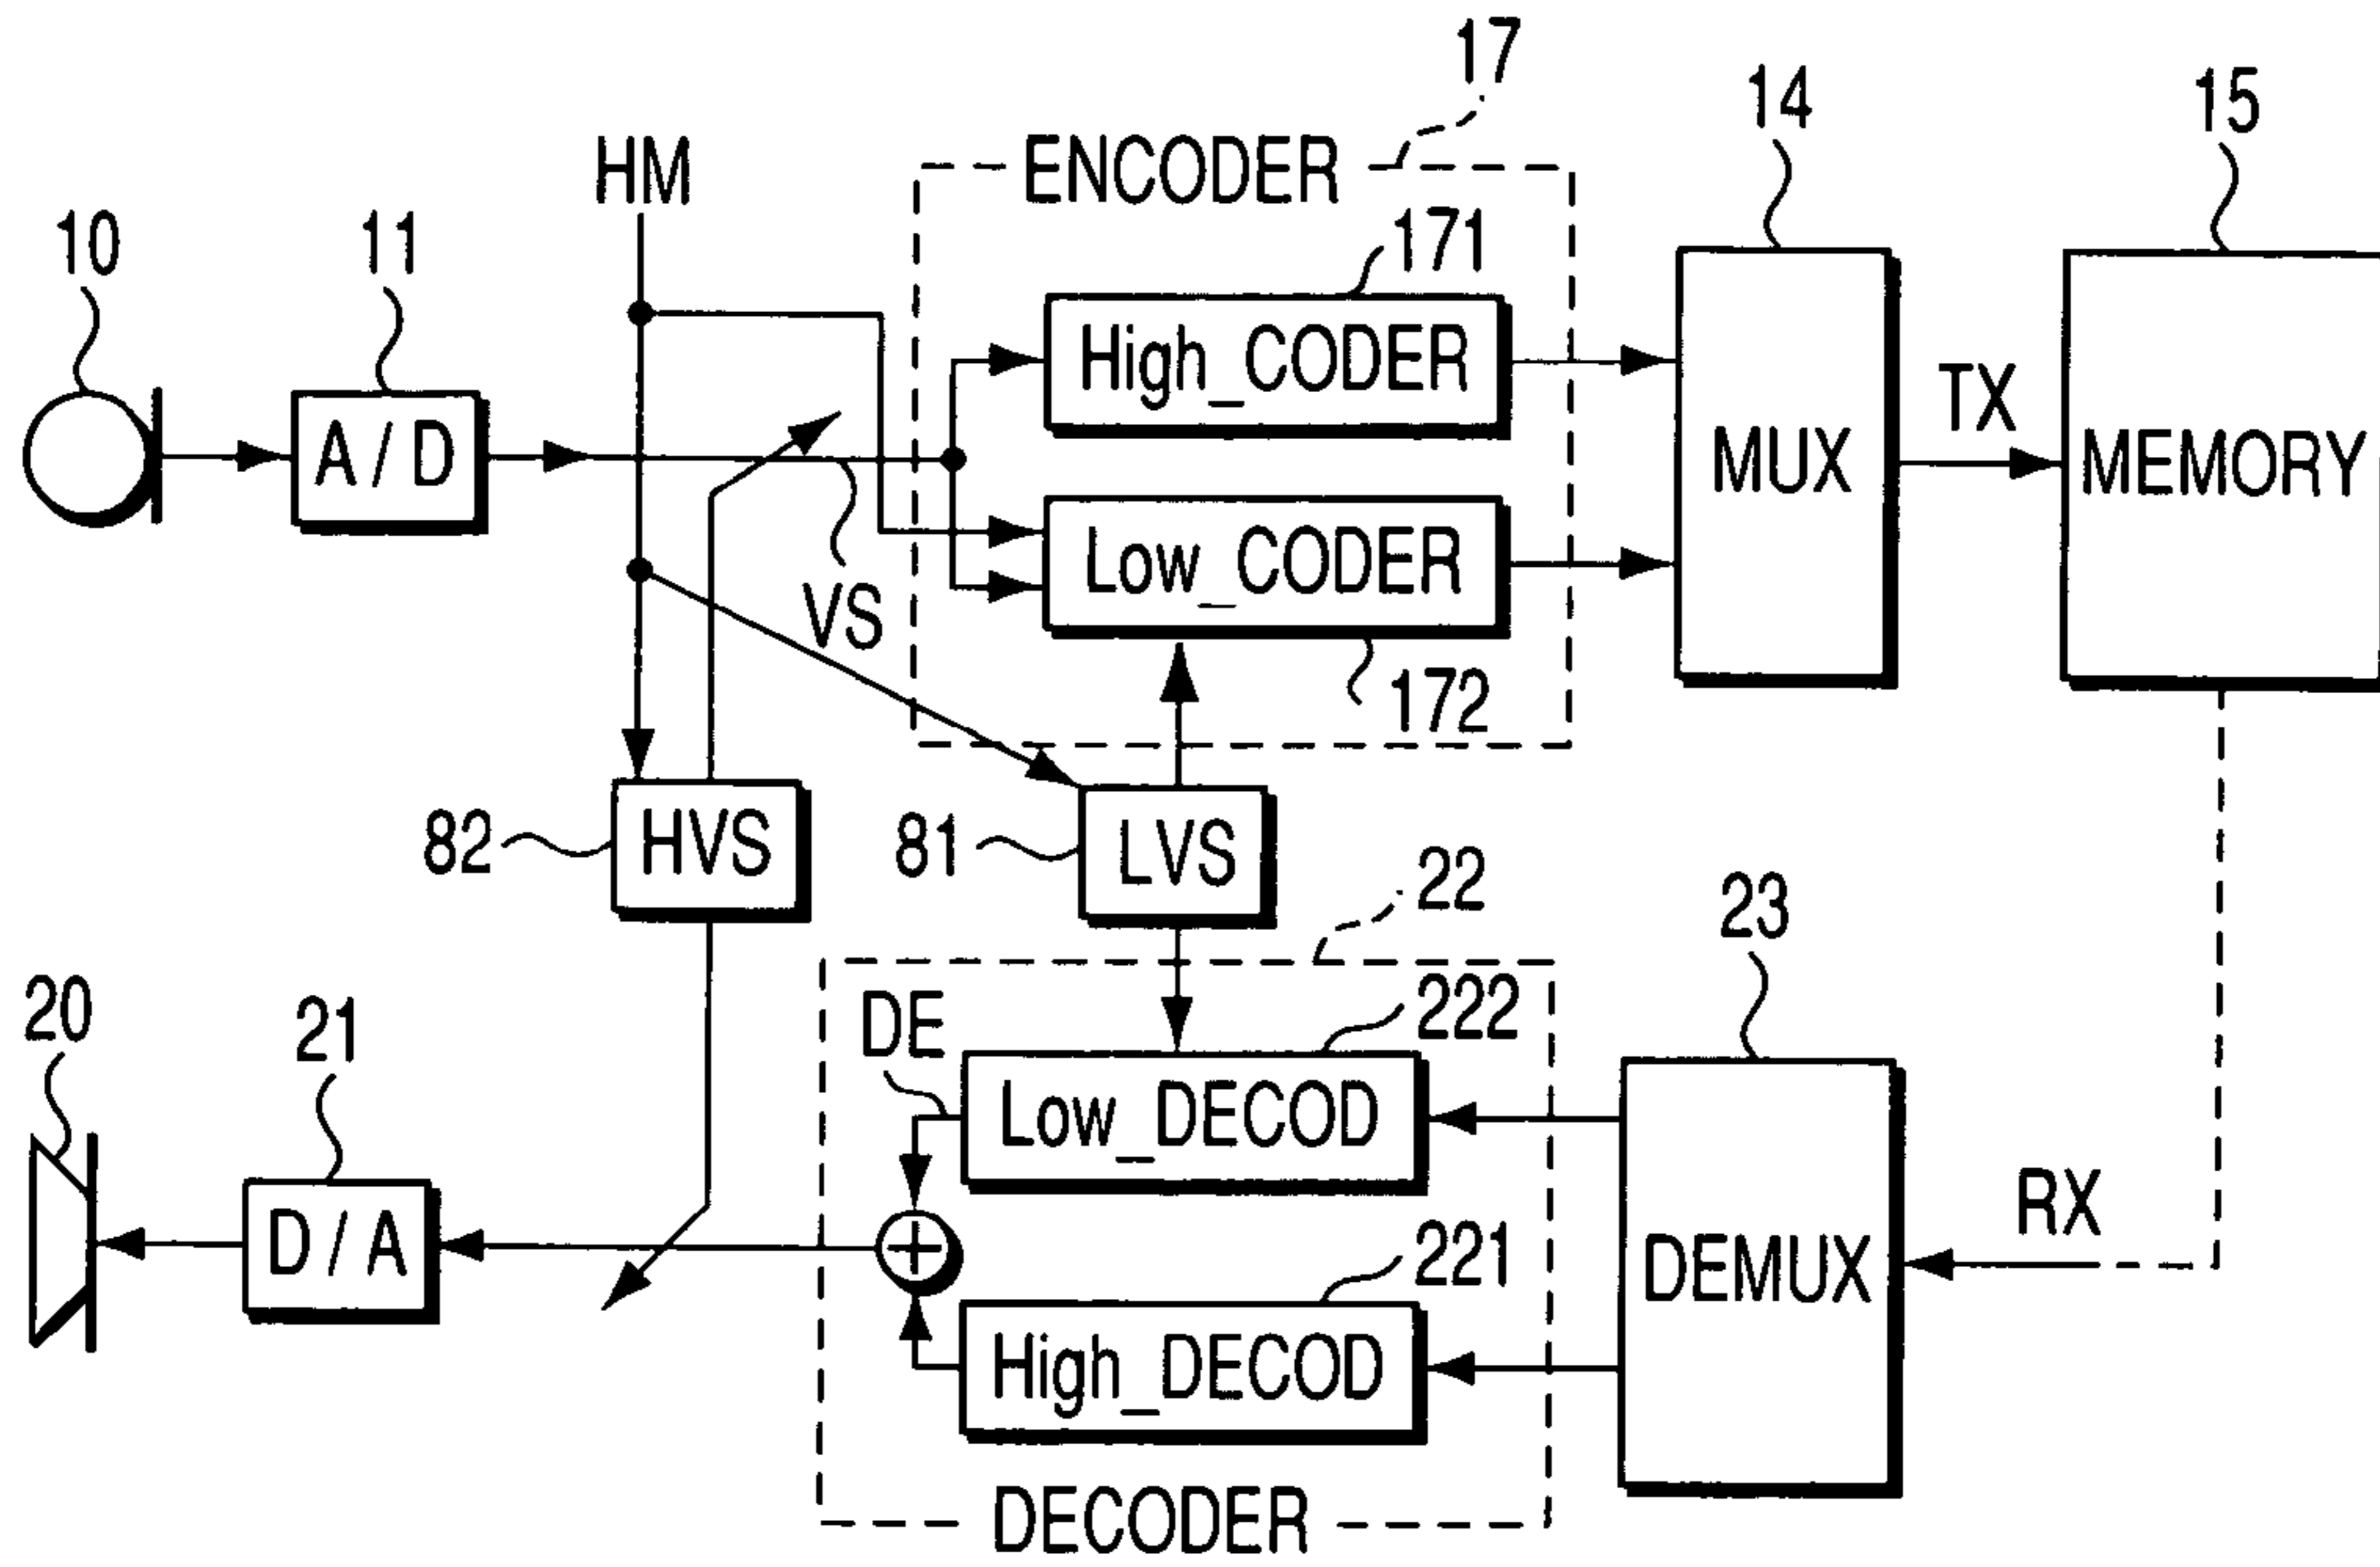 17
14
15
HM
ENCODER
10
11
171
High_CODER
A/D
TX
MUX
MEMORY
Low_CODER
VS
172
82
HVS
81
LVS
22
23
20
21
DE
222
Low_DECOD
RX
D/A
+
221
DEMUX
High_DECOD
DECODER